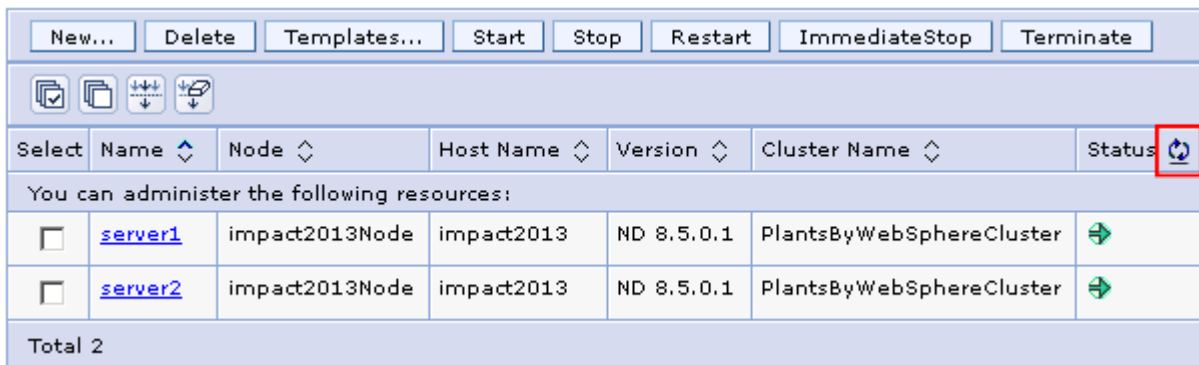 New... Delete Templates... Start Stop Restart ImmediateStop Terminate
Select Name Node Host Name Version Cluster Name Status
You can administer the following resources:
server1 impact2013Node impact2013 ND 8.5.0.1 PlantsByWebSphereCluster
server2 impact2013Node impact2013 ND 8.5.0.1 PlantsByWebSphereCluster
Total 2